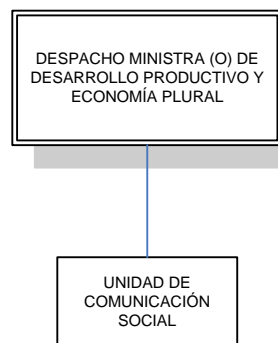 DESPACHO MINISTRA (O) DE
DESARROLLO PRODUCTIVO Y
ECONOMÍA PLURAL
UNIDAD DE
COMUNICACIÓN
SOCIAL